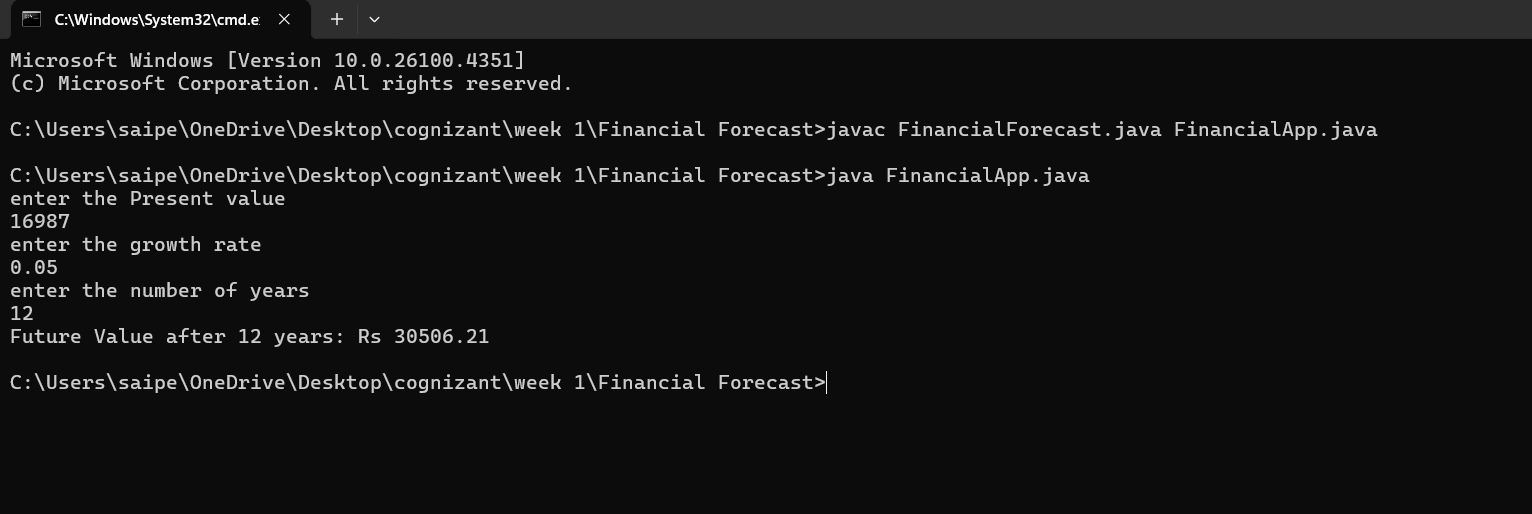 C:\Windows\System32\cmd.e
Microsoft Windows [Version 10.0.26100.4351]
(c) Microsoft Corporation. All rights reserved.
C:\Users\saipe\OneDrive\Desktop\cognizant\week 1\Financial Forecast>javac FinancialForecast.java FinancialApp.java
C:\Users\saipe\OneDrive\Desktop\cognizant\week 1\Financial Forecast>java FinancialApp.java
enter the Present value
16987
enter the growth rate
0.05
enter the number of years
12
Future Value after 12 years: Rs 30506.21
C:\Users\saipe\OneDrive\Desktop\cognizant\week 1\Financial Forecast>